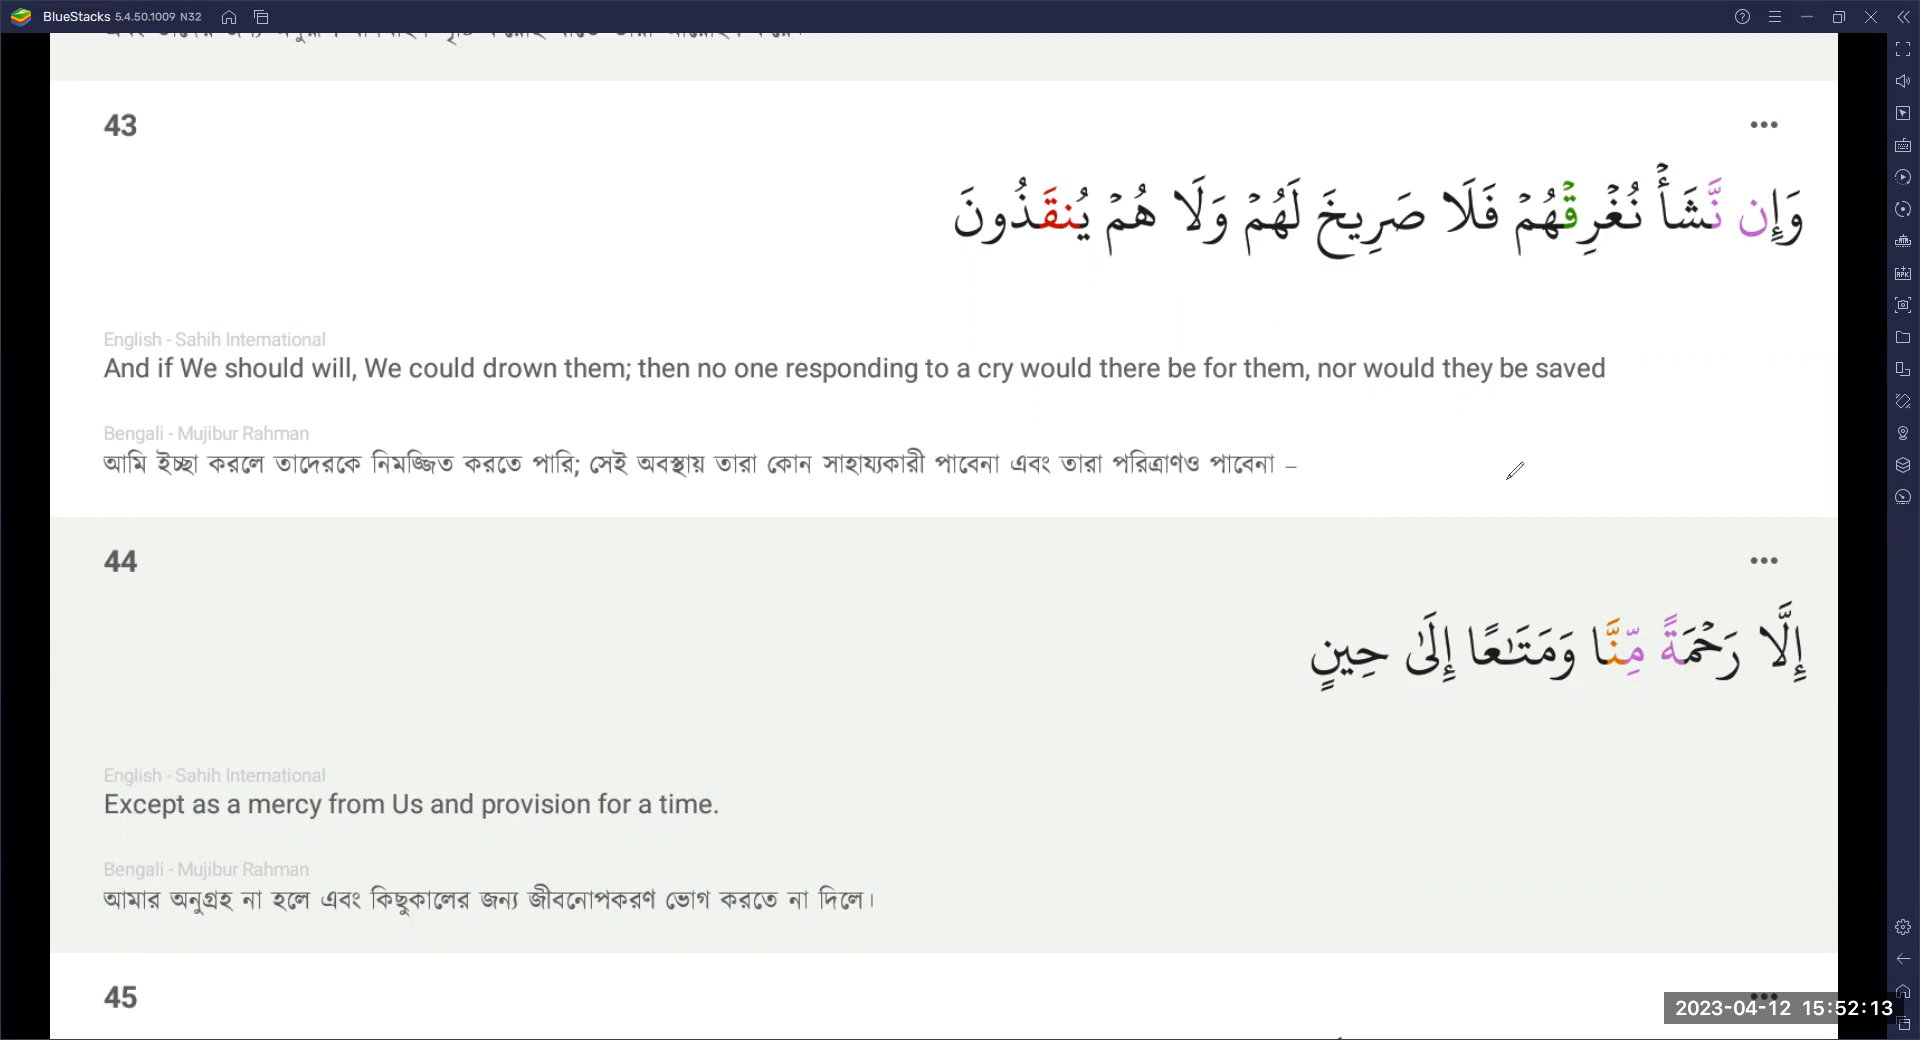 BlueStacks 5.4.50.1009 N32
43
وَإِن نَّشَأْ نُغْرِقْهُمْ فَلَا صَرِيخَ لَهُمْ وَلَا هُمْ يُنقَذُونَ
English - Sahih International
And if We should will, We could drown them; then no one responding to a cry would there be for them, nor would they be saved
Bengali - Mujibur Rahman
আমি ইচ্ছা করলে তাদেরকে নিমজ্জিত করতে পারি; সেই অবস্থায় তারা কোন সাহায্যকারী পাবেনা এবং তারা পরিত্রাণও পাবেনা –
44
إِلَّا رَحْمَةً مِّنَّا وَمَتَـٰعًا إِلَىٰ حِينٍ
English - Sahih International
Except as a mercy from Us and provision for a time.
Bengali - Mujibur Rahman
আমার অনুগ্রহ না হলে এবং কিছুকালের জন্য জীবনোপকরণ ভোগ করতে না দিলে।
45
2023-04-12 15:52:13